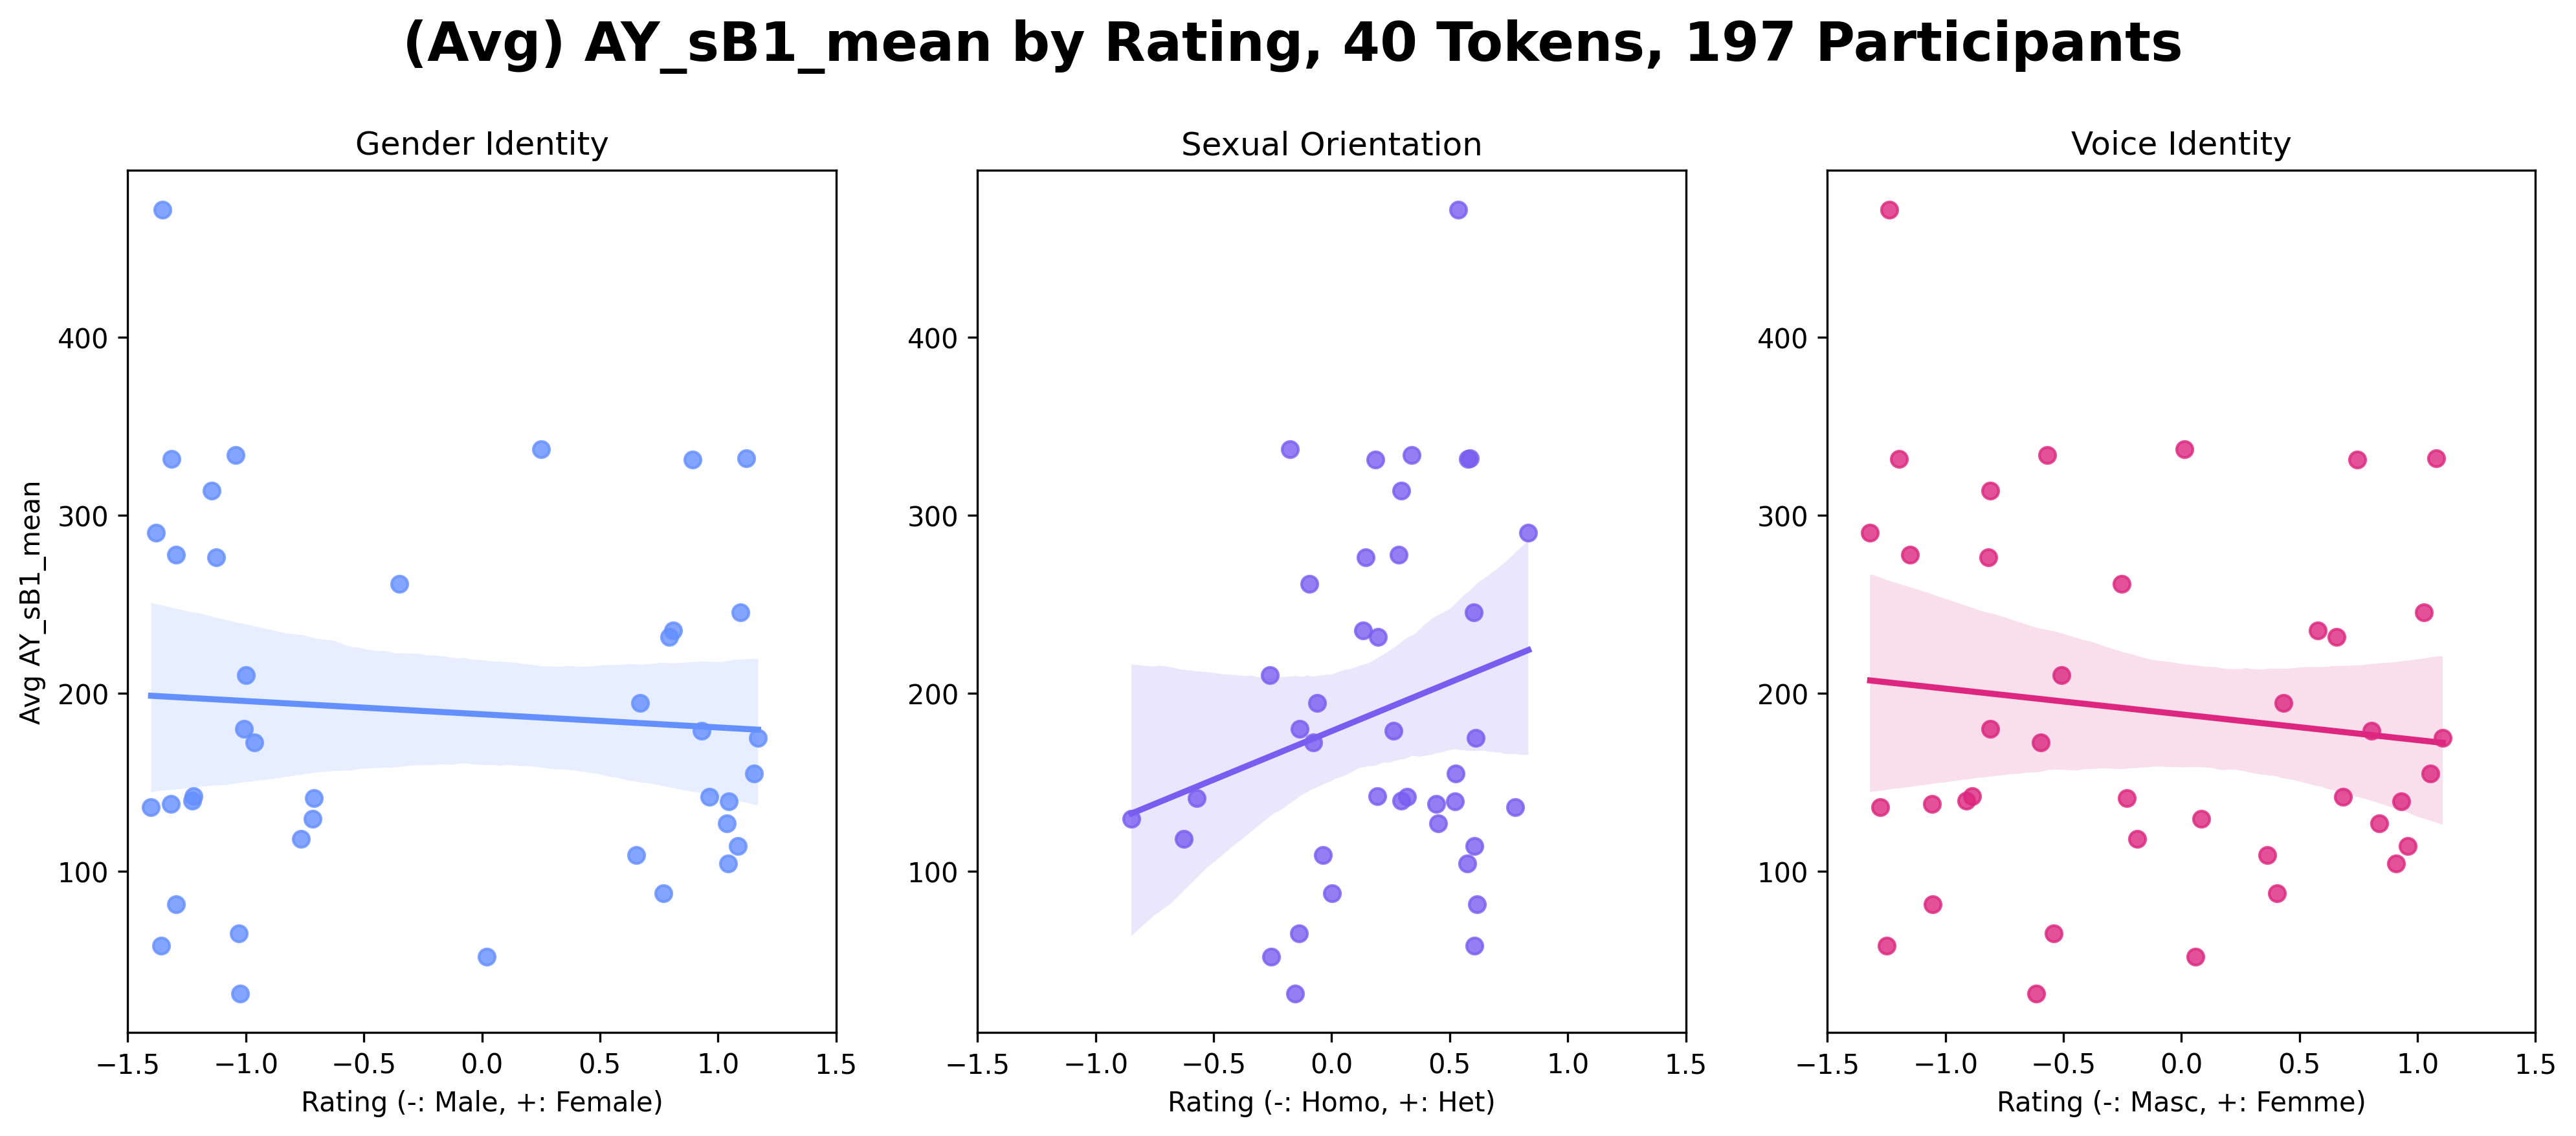 (Avg) AY_sB1_mean by Rating, 40 Tokens, 197 Participants
Gender Identity
Sexual Orientation
Voice Identity
Avg AY_sB1_mean
400
300
200
100
−1.5 −1.0 −0.5 0.0 0.5 1.0 1.5
Rating (-: Male, +: Female)
400
300
200
100
−1.5 −1.0 −0.5 0.0 0.5 1.0 1.5
Rating (-: Homo, +: Het)
400
300
200
100
−1.5 −1.0 −0.5 0.0 0.5 1.0 1.5
Rating (-: Masc, +: Femme)